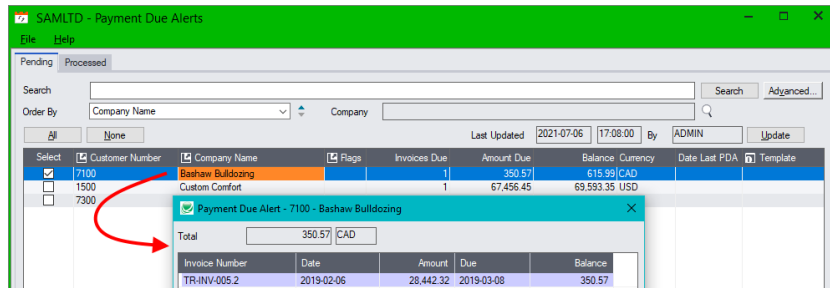 SAMLTD - Payment Due Alerts
File Help
Pending Processed
Search Search Advanced...
Order By Company Name Company
All None Last Updated 2021-07-06 17:08:00 By ADMIN Update
Select Customer Number Company Name Flags Invoices Due Amount Due Balance Currency Date Last PDA Template
7100 Bashaw Bulldozing 1 350.57 615.99 CAD
1500 Custom Comfort 1 67,456.45 69,593.35 USD
7300
Payment Due Alert - 7100 - Bashaw Bulldozing
Total 350.57 CAD
Invoice Number Date Amount Due Balance
TR-INV-005.2 2019-02-06 28,442.32 2019-03-08 350.57